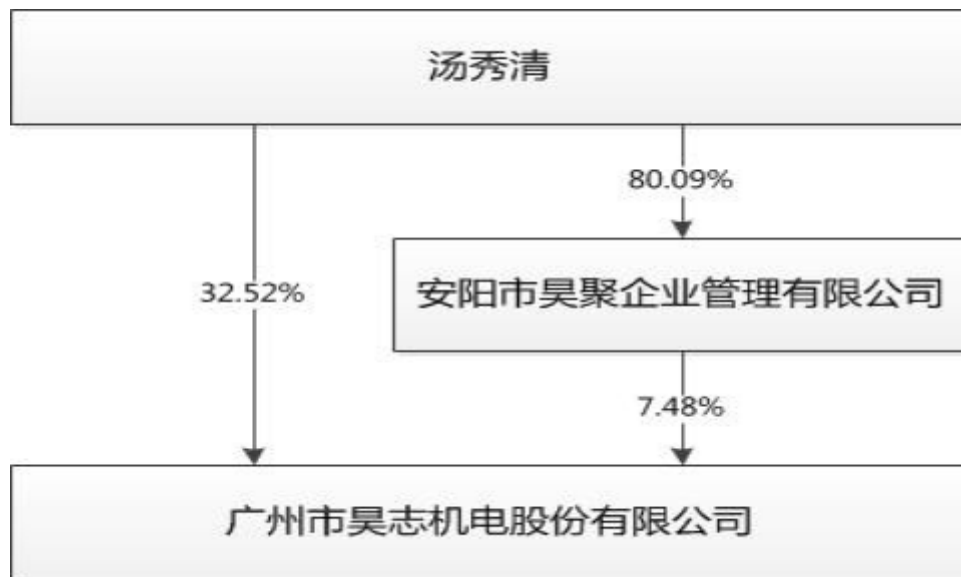 汤秀清
80.09%
32.52%
安阳市昊聚企业管理有限公司
7.48%
广州市昊志机电股份有限公司